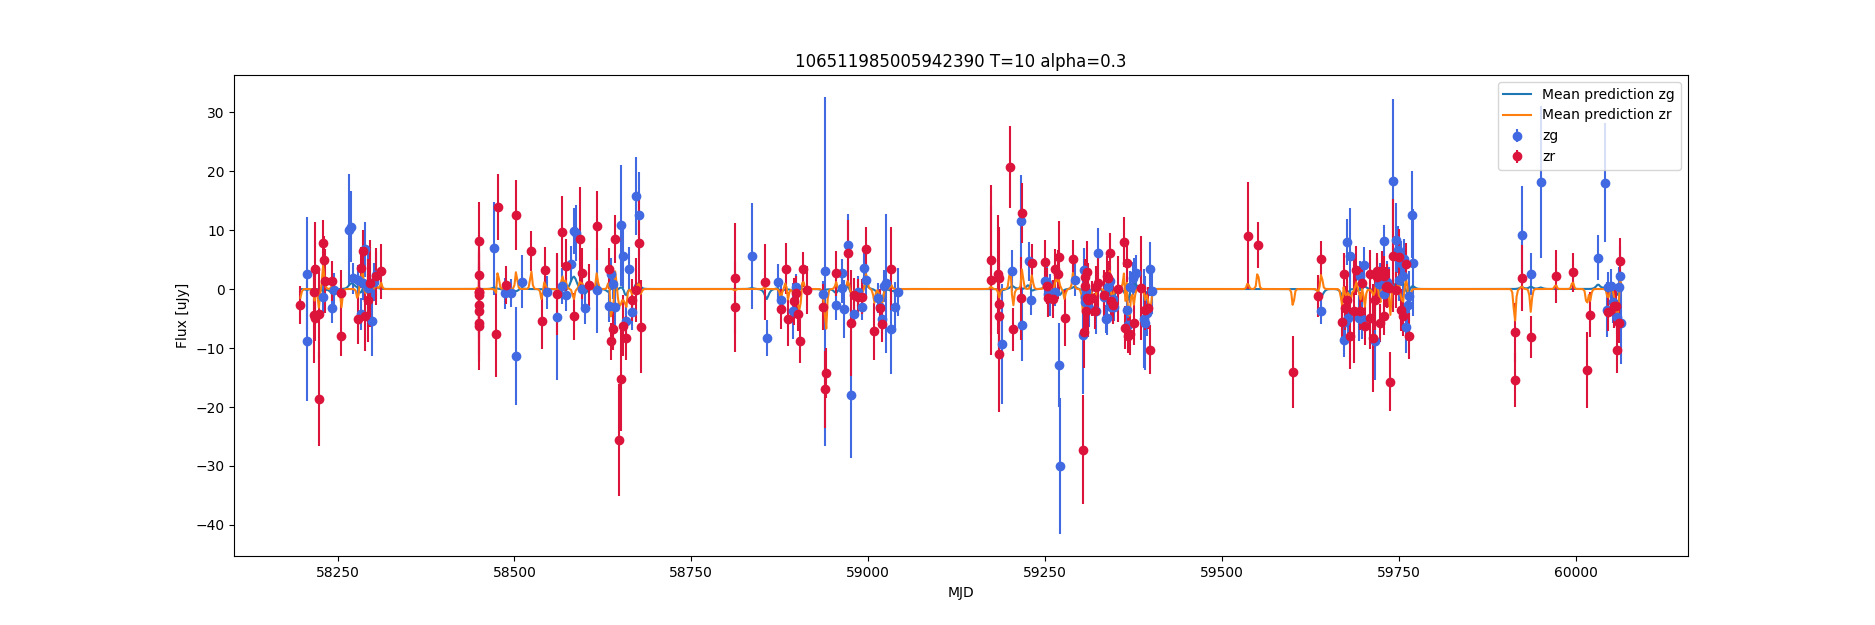 106511985005942390 T=10 alpha=0.3
Mean prediction zg
Mean prediction zr
zg
zr
30
20
10
0
−10
−20
−30
−40
Flux [uJy]
58250 58500 58750 59000 59250 59500 59750 60000
MJD